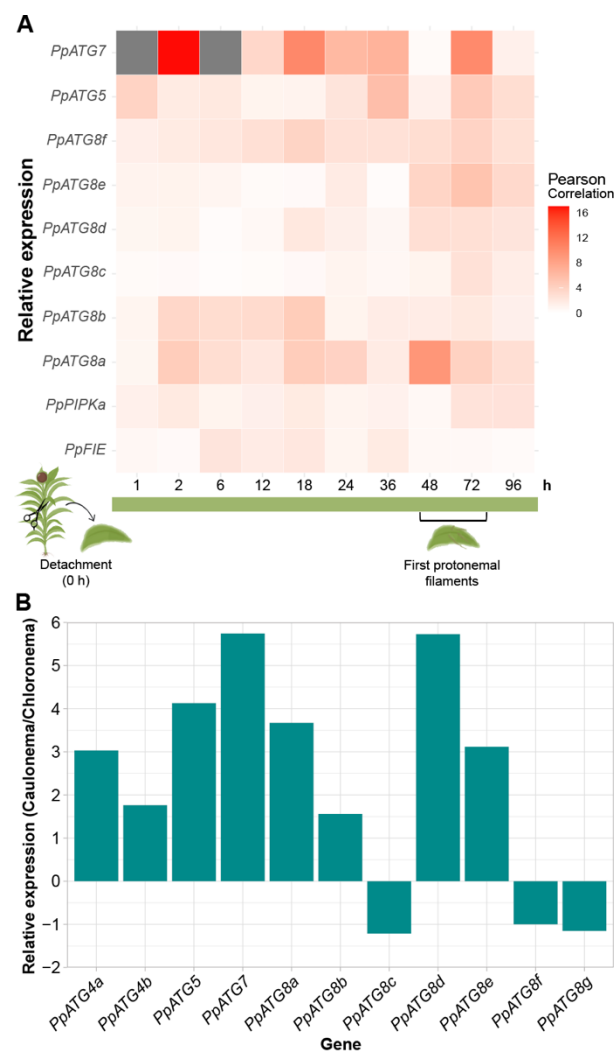 A
Relative expression
PpATG7
PpATG5
PpATG8f
PpATG8e
PpATG8d
PpATG8c
PpATG8b
PpATG8a
PpPIPKa
PpFIE
Pearson
Correlation
16
12
8
4
0
1 2 6 12 18 24 36 48 72 96 h
Detachment
(0 h)
First protonemal
filaments
B
Relative expression (Caulonema/Chloronema)
6
5
4
3
2
1
0
−1
−2
PpATG4a PpATG4b PpATG5 PpATG7 PpATG8a PpATG8b PpATG8c PpATG8d PpATG8e PpATG8f PpATG8g
Gene